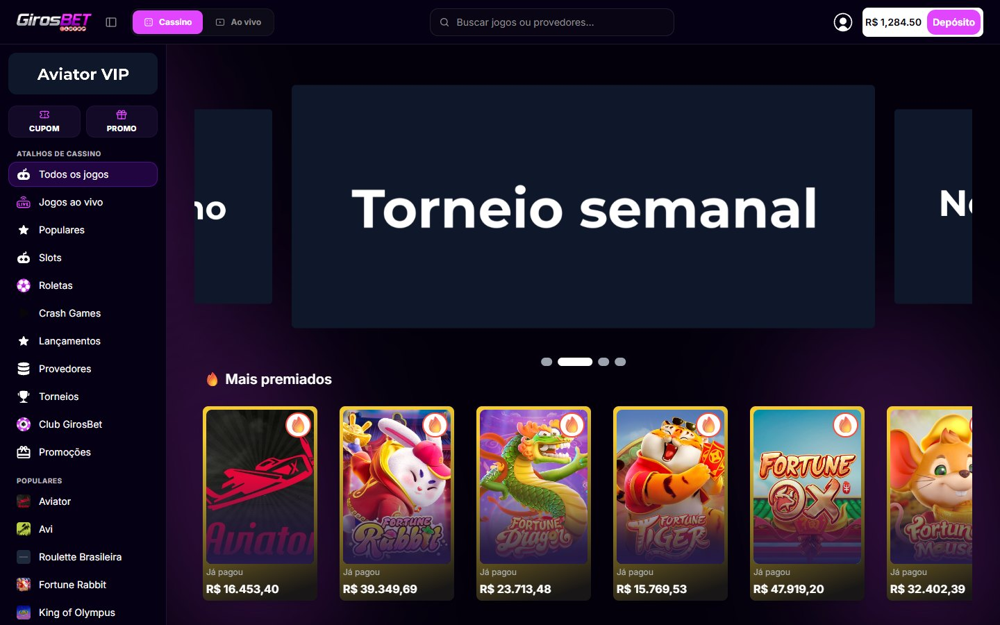 GirosBET
SLOTS
Cassino
Ao vivo
Buscar jogos ou provedores...
R$ 1,284.50
Depósito
Aviator VIP
CUPOM
PROMO
ATALHOS DE CASSINO
Todos os jogos
LIVE
Jogos ao vivo
Populares
Slots
Roletas
Crash Games
Lançamentos
Provedores
Torneios
Club GirosBet
Promoções
POPULARES
Aviator
Avi
Roulette Brasileira
Fortune Rabbit
King of Olympus
no
Torneio semanal
Mais premiados
Aviator
Já pagou
R$ 16.453,40
FORTUNE
Rabbit
Já pagou
R$ 39.349,69
FORTUNE
Dragon
Já pagou
R$ 23.713,48
FORTUNE
TIGER
Já pagou
R$ 15.769,53
FORTUNE
OX
Já pagou
R$ 47.919,20
Fortun
Mouse
Já pagou
R$ 32.402,39